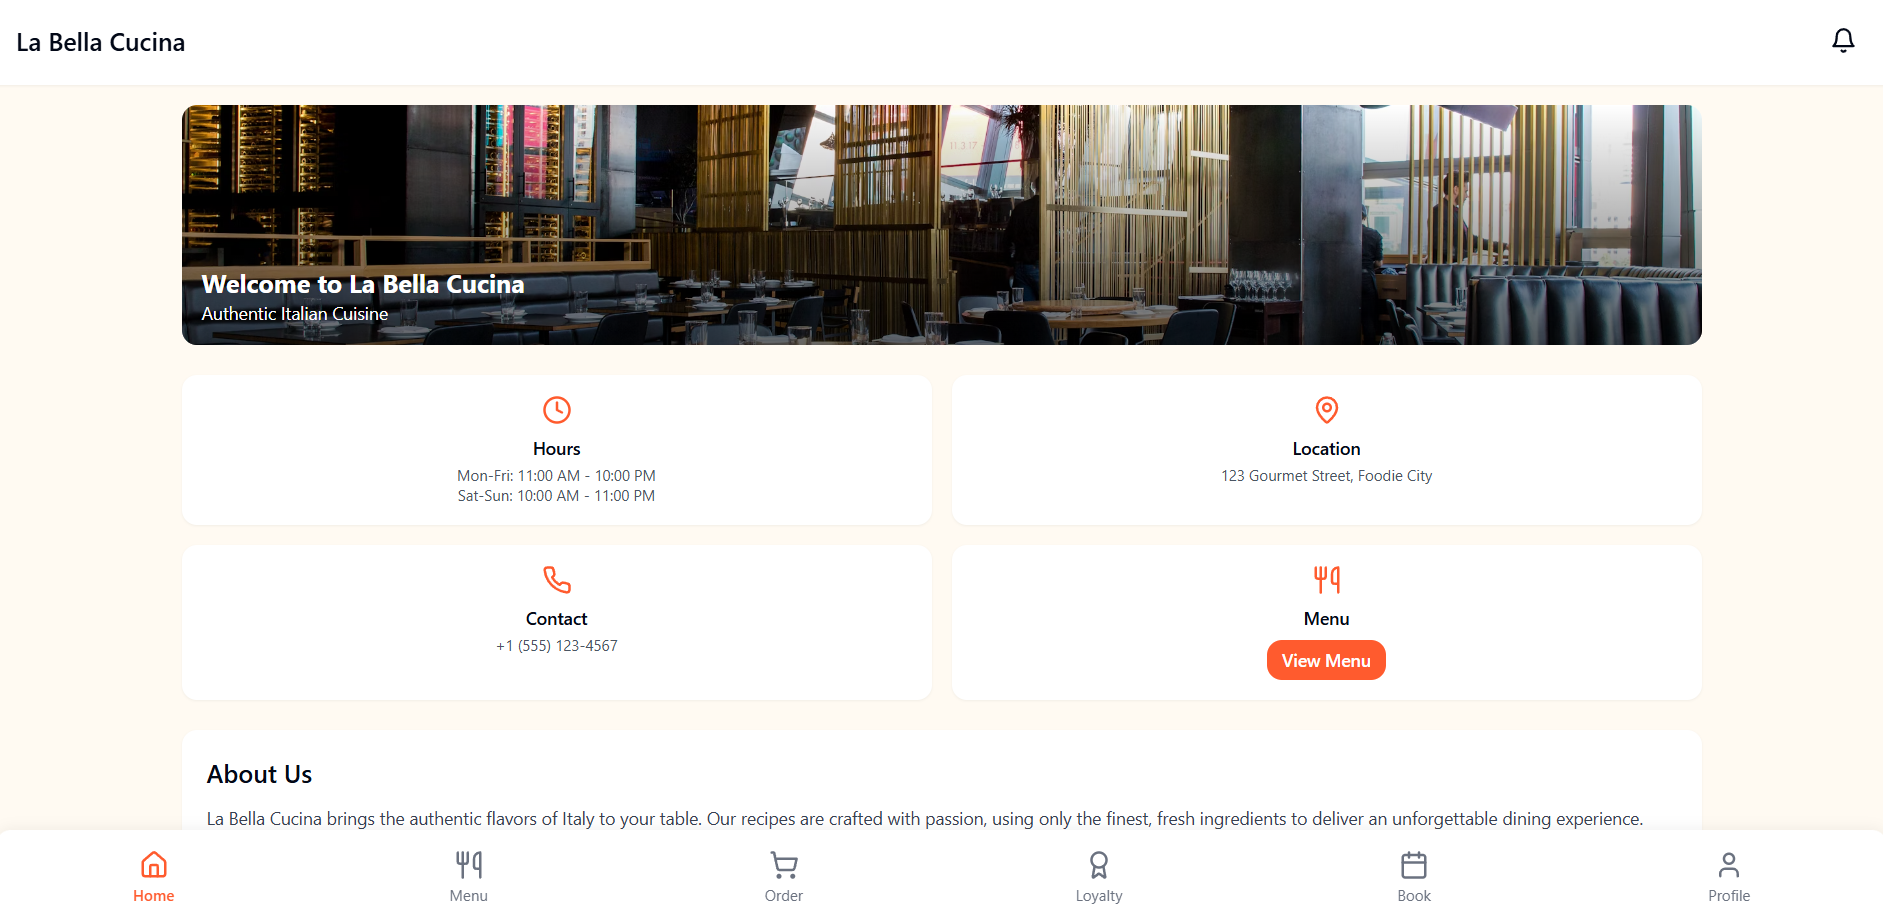 La Bella Cucina
Welcome to La Bella Cucina
Authentic Italian Cuisine
Hours
Mon-Fri: 11:00 AM - 10:00 PM
Sat-Sun: 10:00 AM - 11:00 PM
Location
123 Gourmet Street, Foodie City
Contact
+1 (555) 123-4567
Menu
View Menu
About Us
La Bella Cucina brings the authentic flavors of Italy to your table. Our recipes are crafted with passion, using only the finest, fresh ingredients to deliver an unforgettable dining experience.
Home
Menu
Order
Loyalty
Book
Profile